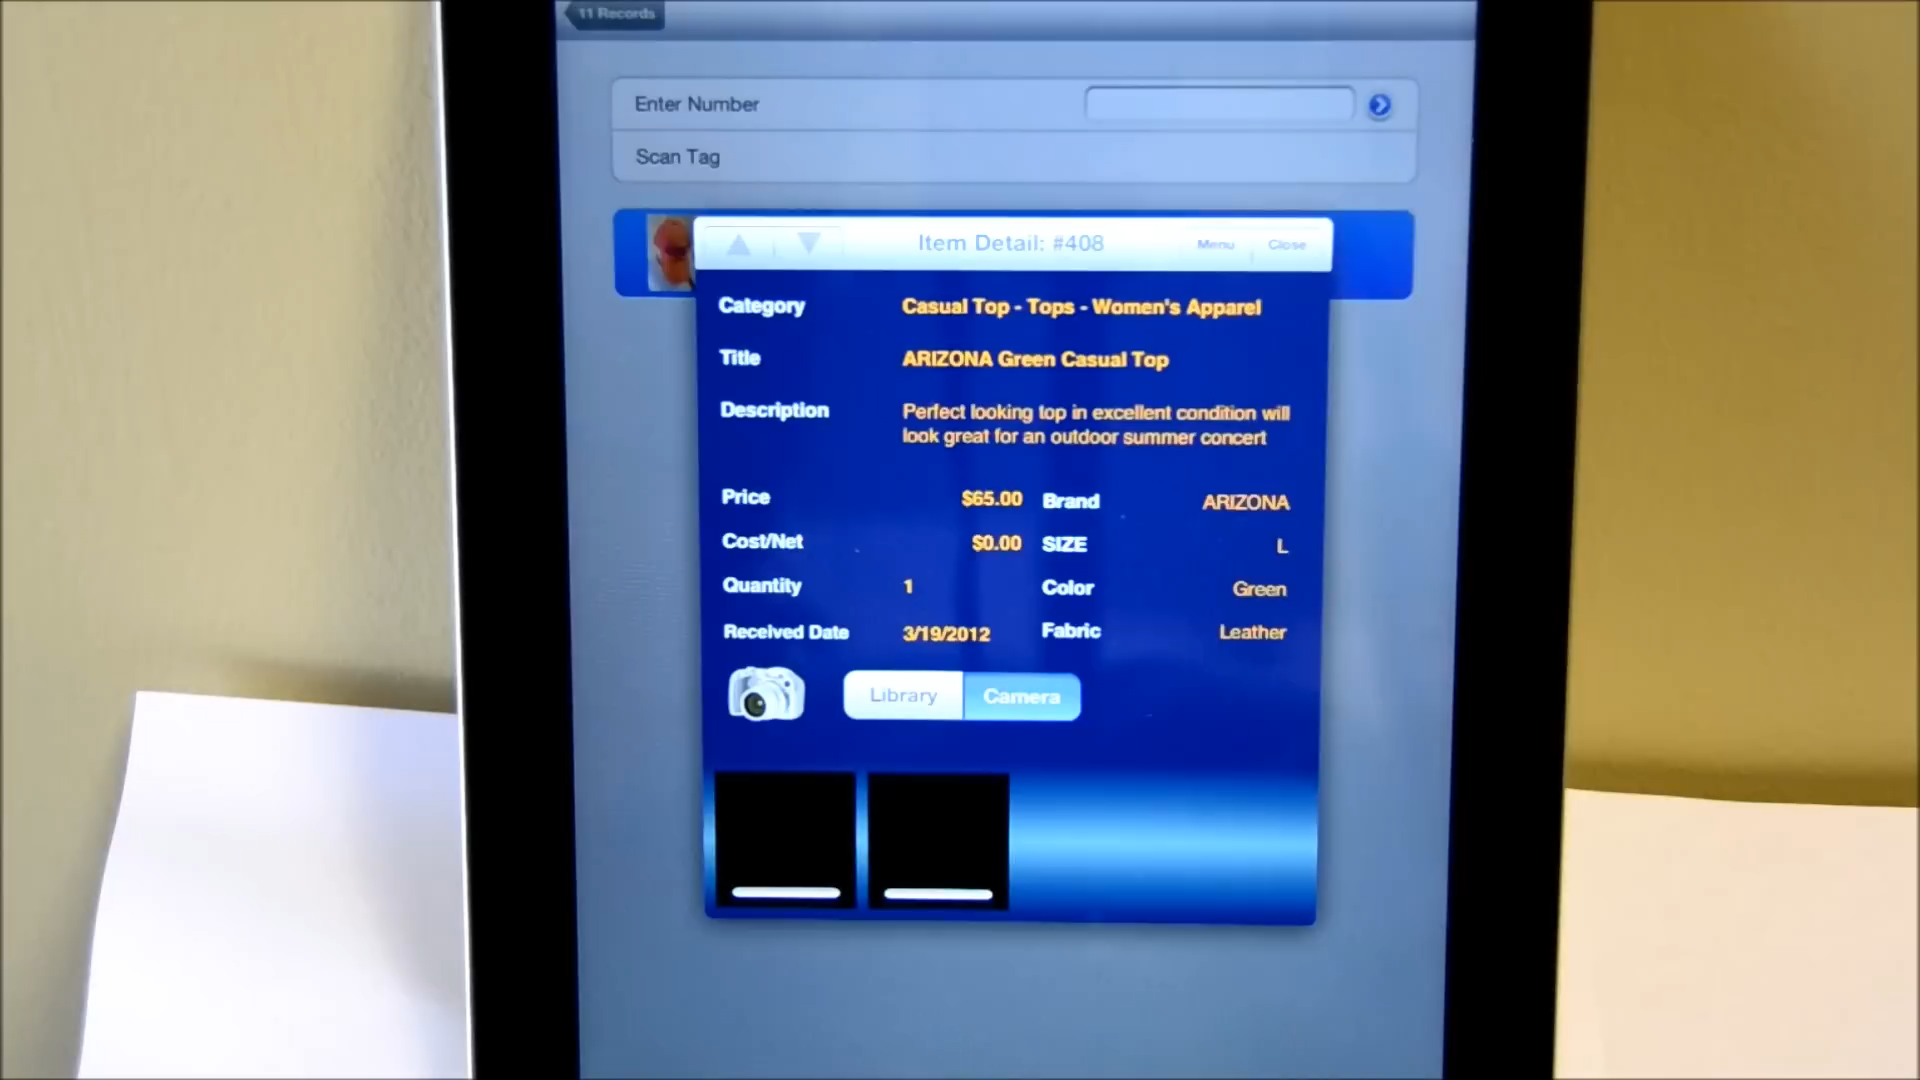 11 Records
Enter Number
Scan Tag
Item Detail: #408
Menu
Close
Category
Casual Top - Tops - Women's Apparel
Title
ARIZONA Green Casual Top
Description
Perfect looking top in excellent condition will
look great for an outdoor summer concert
Price
$65.00
Brand
ARIZONA
Cost/Net
$0.00
SIZE
L
Quantity
1
Color
Green
Received Date
3/19/2012
Fabric
Leather
Library
Camera